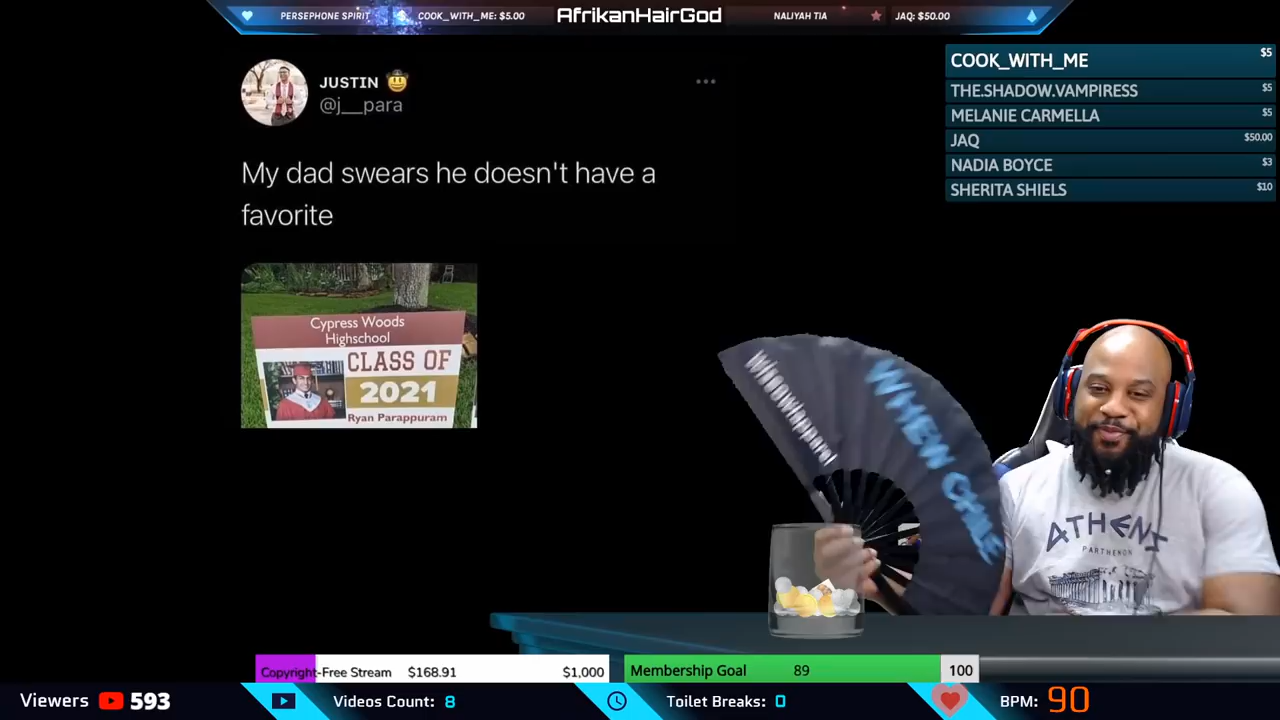 PERSEPHONE SPIRIT
COOK_WITH_ME: $5.00
AfrikanHairGod
NALIYAH TIA
JAQ: $50.00
COOK_WITH_ME $5
THE.SHADOW.VAMPIRESS $5
MELANIE CARMELLA $5
JAQ $50.00
NADIA BOYCE $3
SHERITA SHIELS $10
JUSTIN
@j__para
My dad swears he doesn't have a
favorite
Cypress Woods
Highschool
CLASS OF
2021
Ryan Parappuram
WHEW CHILE
ATHENS
PARTHENON
Copyright-Free Stream $168.91 $1,000
Membership Goal 89 100
Viewers 593
Videos Count: 8
Toilet Breaks: 0
BPM: 90